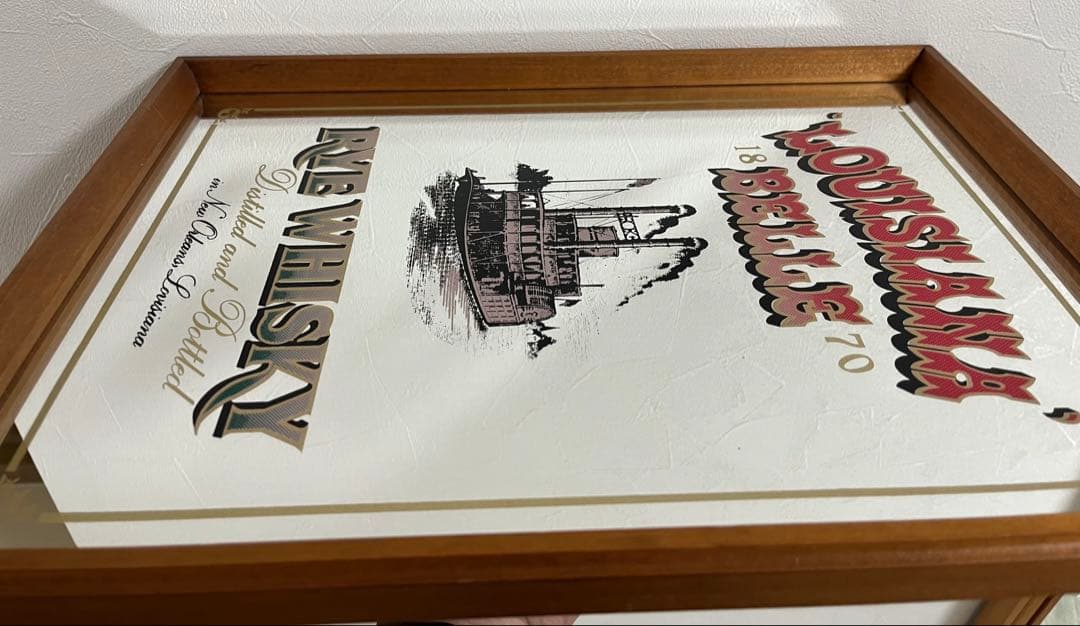 "LOUISIANA
18 BELLE 70
RYE WHISKY
Distilled and Bottled
in New Orleans Louisiana